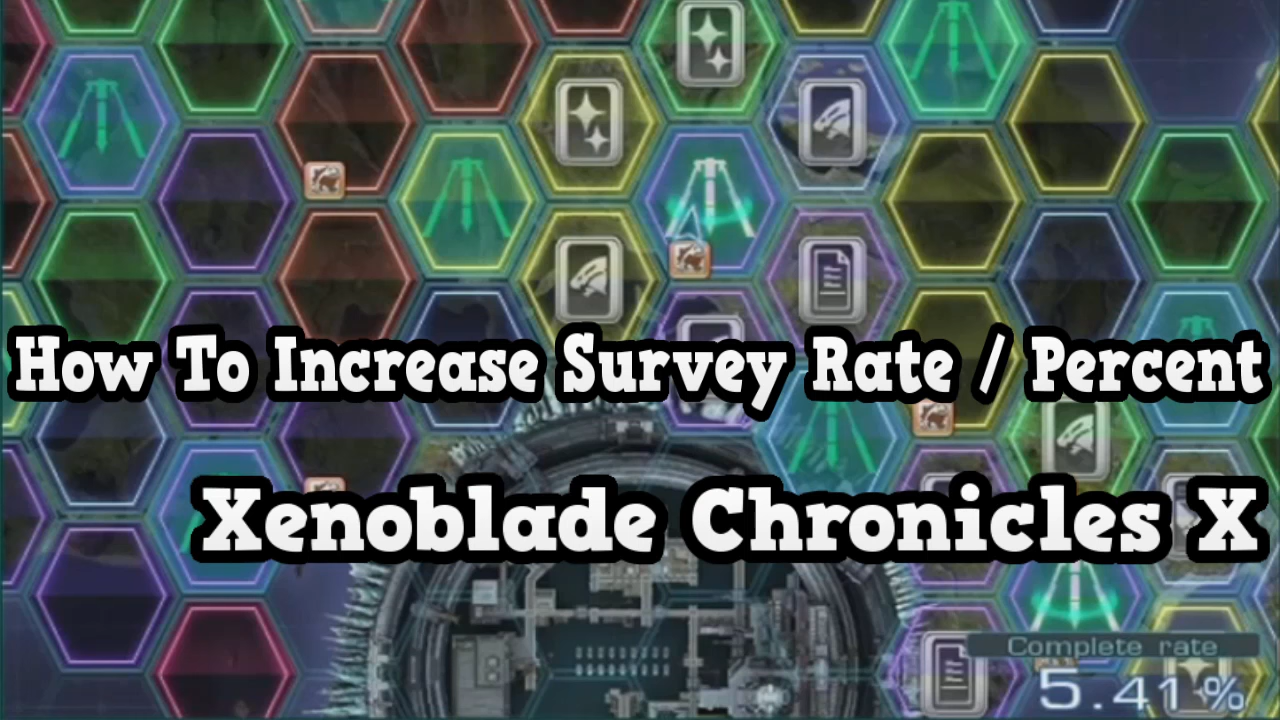 How To Increase Survey Rate / Percent
Xenoblade Chronicles X
Complete rate
5.41%